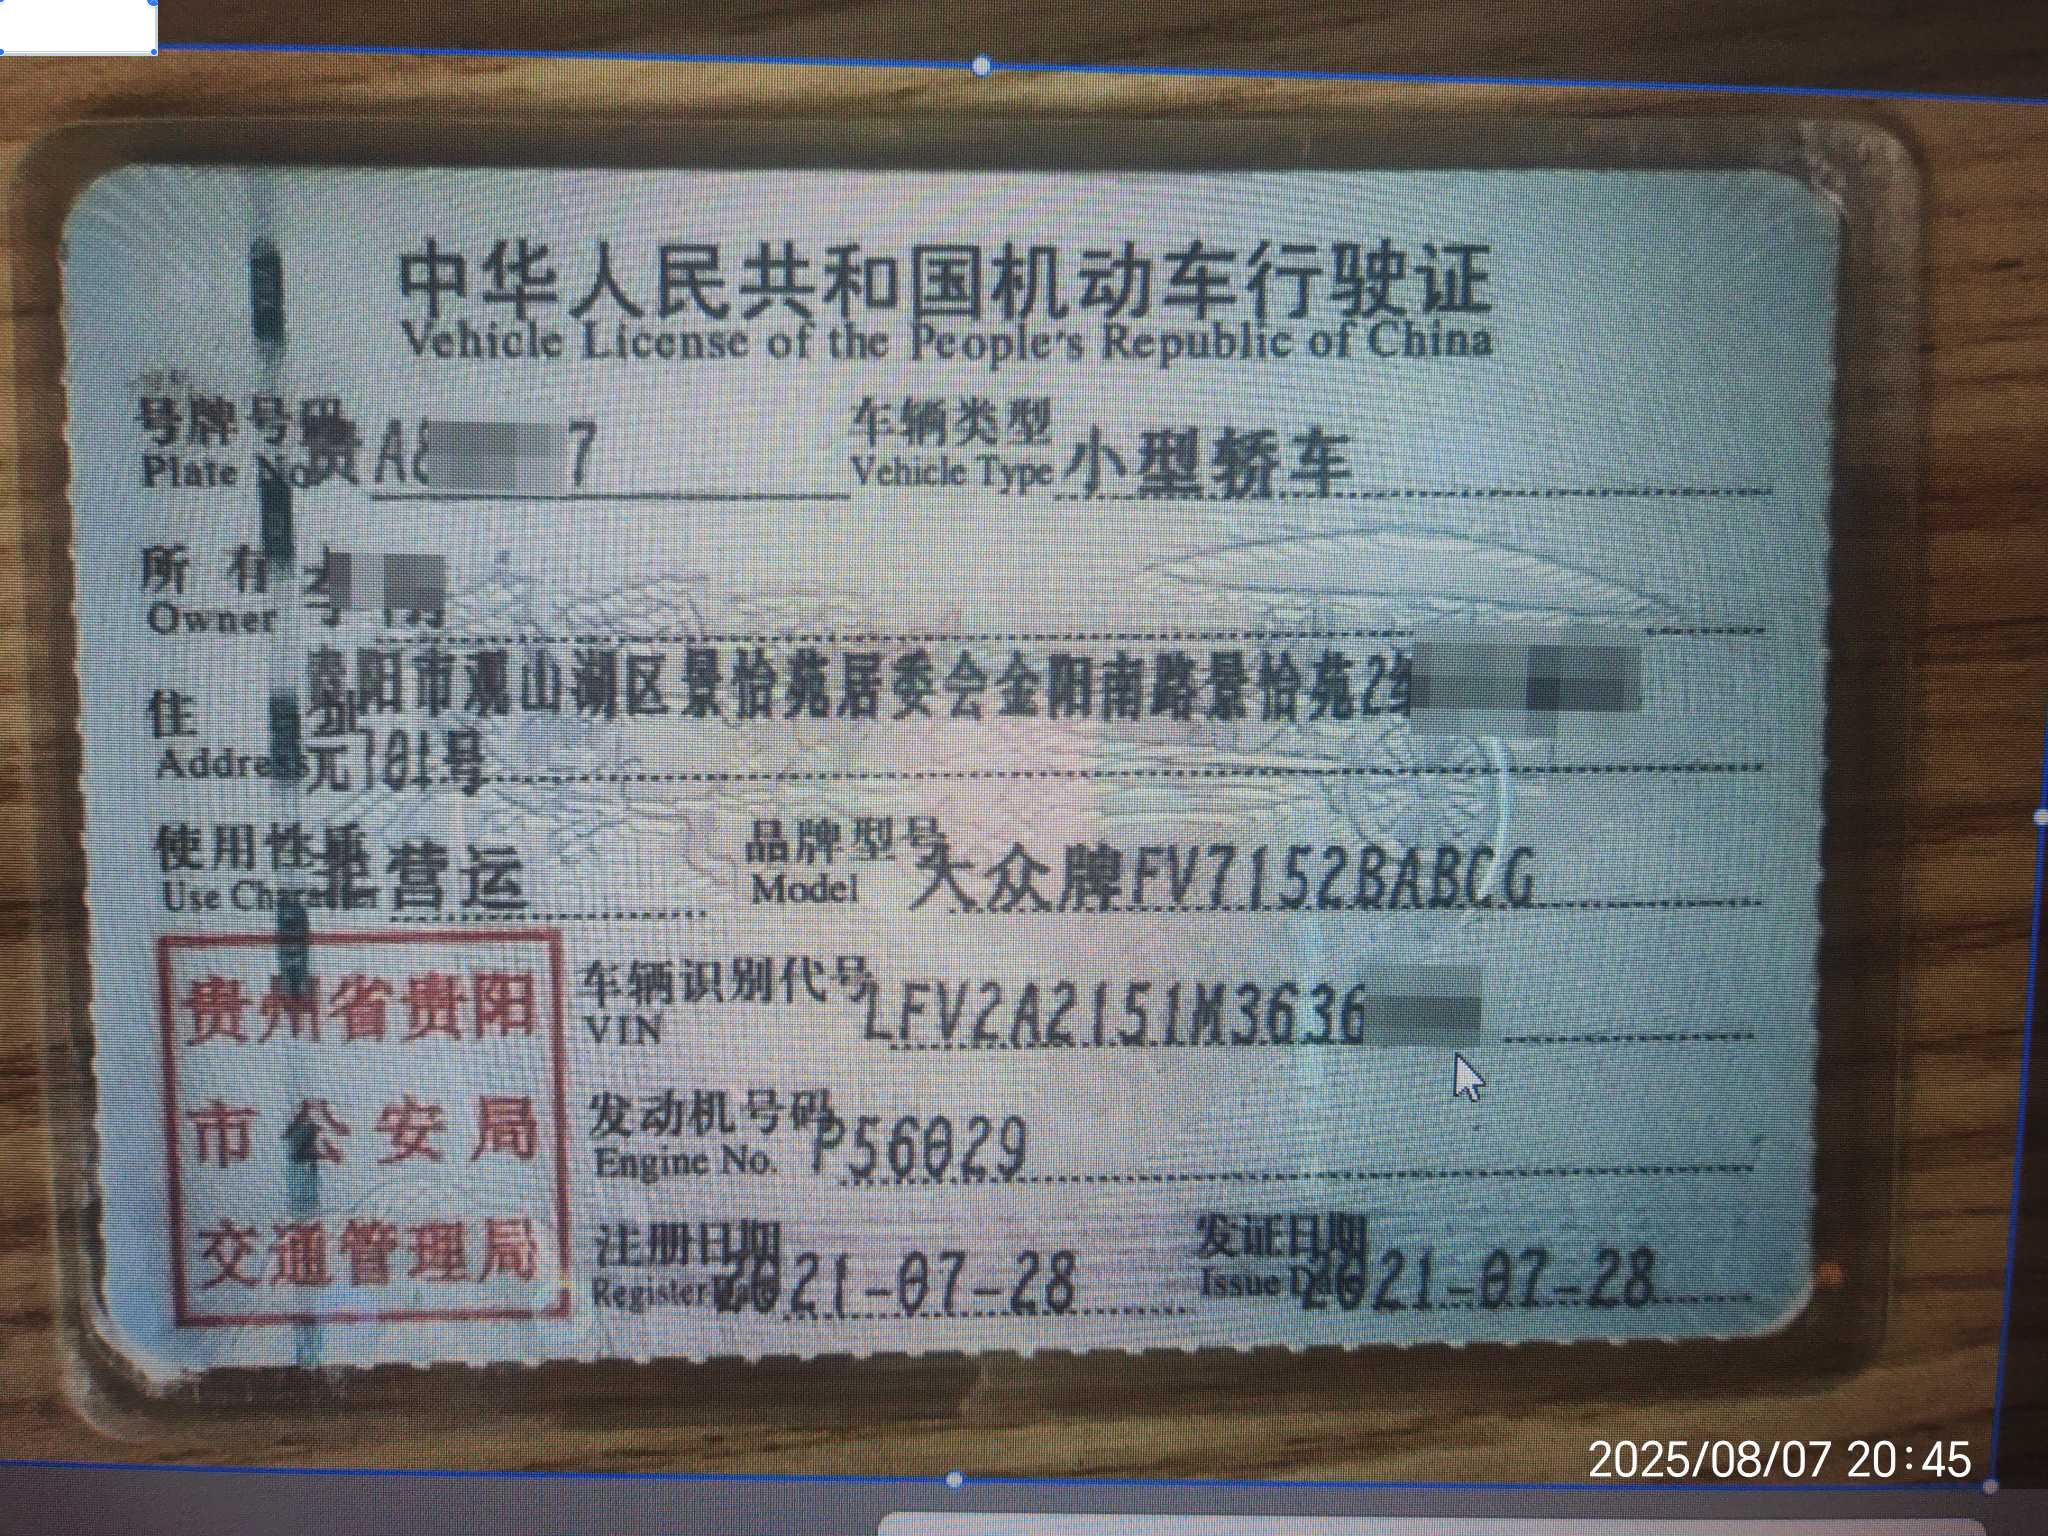 中华人民共和国机动车行驶证
Vehicle License of the People's Republic of China
号牌号码 贵A8 7 车辆类型 小型轿车
Plate No. Vehicle Type
所有
Owner
住址 贵阳市观山湖区景怡苑居委会金阳南路景怡苑2
Address 元101号
使用性质 非营运 品牌型号 大众牌FV7152BABCG
Use Character Model
贵州省贵阳
市公安局
交通管理局
车辆识别代号 LFV2A2151M3636
VIN
发动机号码 P56029
Engine No.
注册日期 2021-07-28 发证日期 2021-07-28
Register Date Issue Date
2025/08/07 20:45